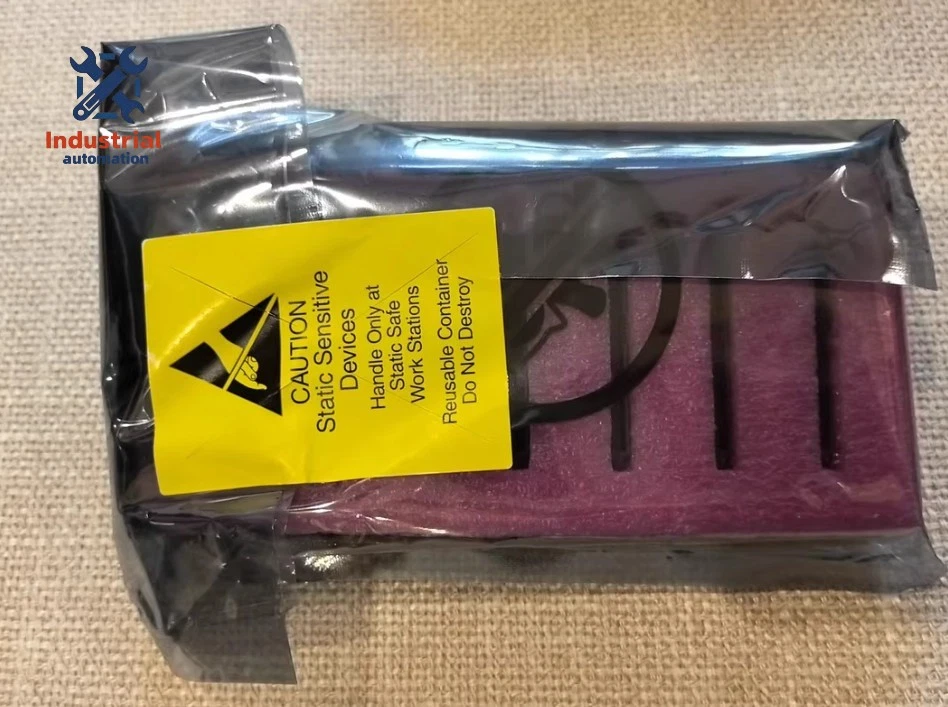 Industrial
automation
CAUTION
Static Sensitive
Devices
Handle Only at
Static Safe
Work Stations
Reusable Container
Do Not Destroy